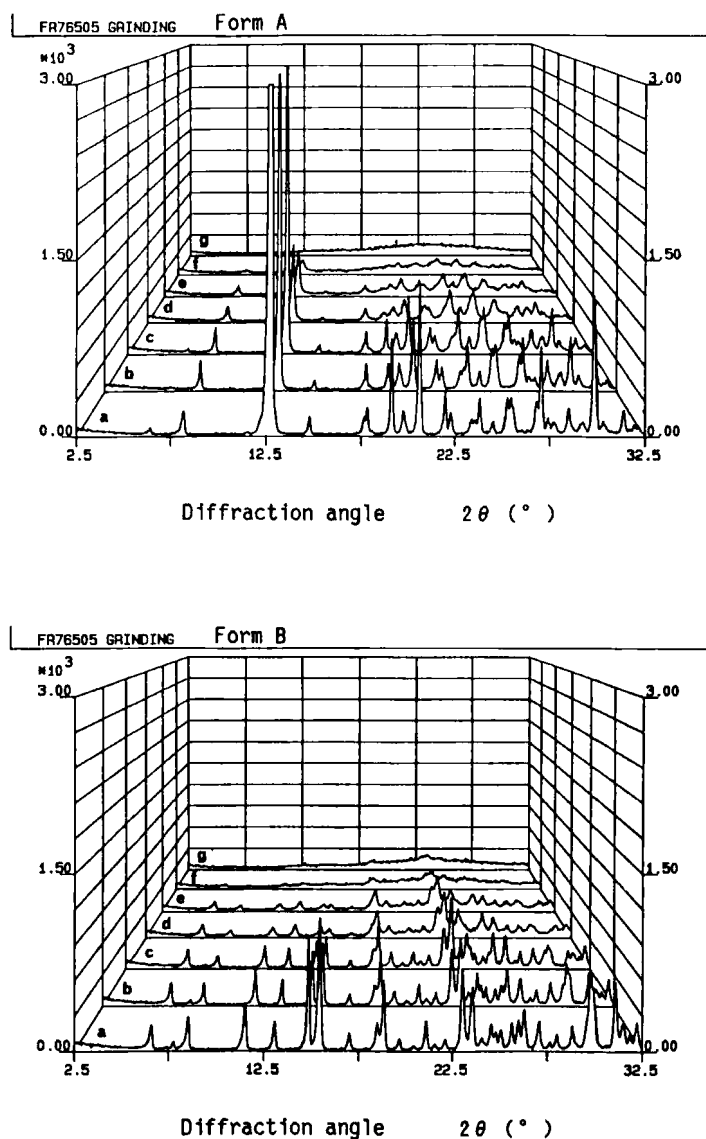 FR76505 GRINDING Form A
×10³
3.00 3.00
1.50 1.50
g
f
e
d
c
b
a
0.00 0.00
2.5 12.5 22.5 32.5
Diffraction angle 2θ (°)
FR76505 GRINDING Form B
×10³
3.00 3.00
1.50 1.50
g
f
e
d
c
b
a
0.00 0.00
2.5 12.5 22.5 32.5
Diffraction angle 2θ (°)